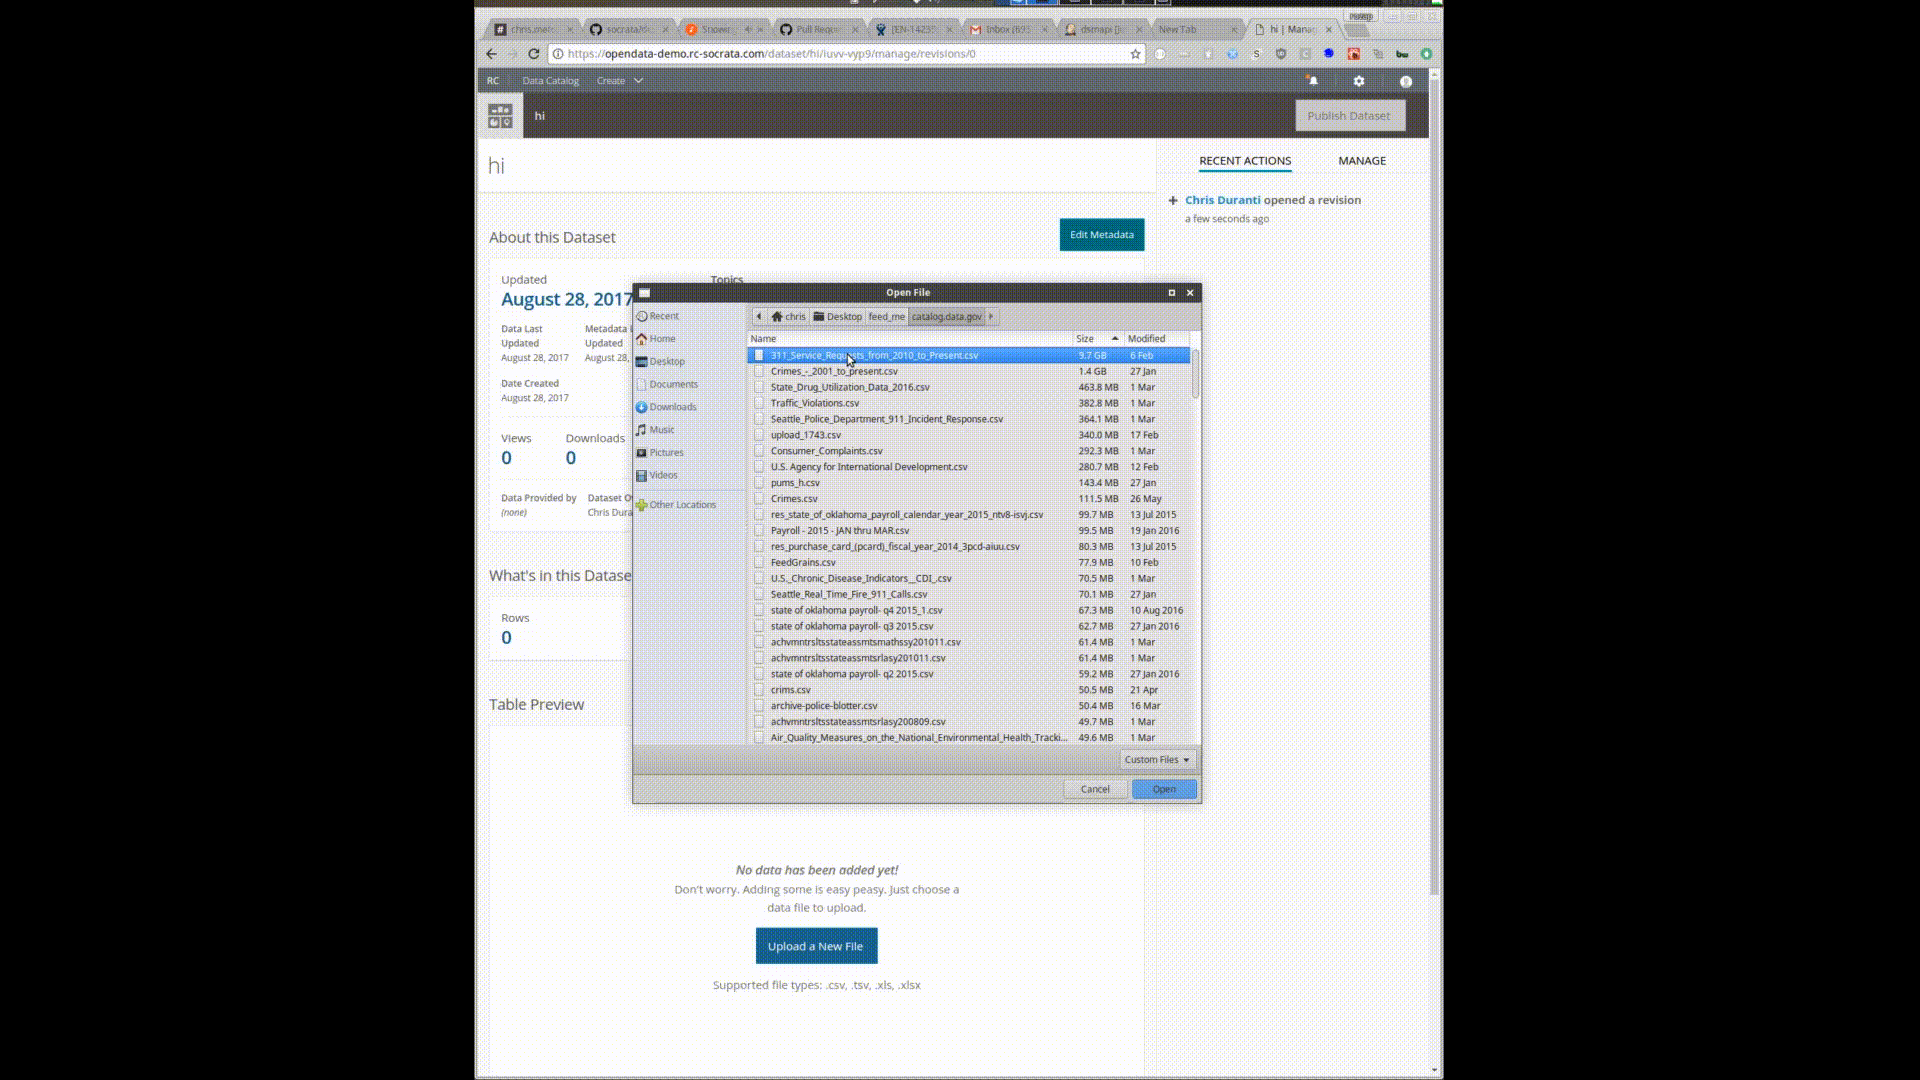 chris.met
socrata/ds
Snowin
Pull Reque
[EN-1423
Inbox (69
dsmapi [
New Tab
hi | Mana
https://opendata-demo.rc-socrata.com/dataset/hi/iuvv-vyp9/manage/revisions/0
RC Data Catalog Create
hi
Publish Dataset
hi
RECENT ACTIONS MANAGE
Chris Duranti opened a revision
a few seconds ago
About this Dataset
Edit Metadata
Updated
August 28, 2017
Topics
Data Last
Updated
August 28, 2017
Metadata
Updated
August 28,
Date Created
August 28, 2017
Views
0
Downloads
0
Data Provided by
(none)
Dataset O
Chris Dura
What's in this Datase
Rows
0
Table Preview
Open File
Recent
Home
Desktop
Documents
Downloads
Music
Pictures
Videos
Other Locations
chris Desktop feed_me catalog.data.gov
Name Size Modified
311_Service_Requests_from_2010_to_Present.csv 9.7 GB 6 Feb
Crimes_-_2001_to_present.csv 1.4 GB 27 Jan
State_Drug_Utilization_Data_2016.csv 463.8 MB 1 Mar
Traffic_Violations.csv 382.8 MB 1 Mar
Seattle_Police_Department_911_Incident_Response.csv 364.1 MB 1 Mar
upload_1743.csv 340.0 MB 17 Feb
Consumer_Complaints.csv 292.3 MB 1 Mar
U.S. Agency for International Development.csv 280.7 MB 12 Feb
pums_h.csv 143.4 MB 27 Jan
Crimes.csv 111.5 MB 26 May
res_state_of_oklahoma_payroll_calendar_year_2015_ntv8-isvj.csv 99.7 MB 13 Jul 2015
Payroll - 2015 - JAN thru MAR.csv 99.5 MB 19 Jan 2016
res_purchase_card_(pcard)_fiscal_year_2014_3pcd-aiuu.csv 80.3 MB 13 Jul 2015
FeedGrains.csv 77.9 MB 10 Feb
U.S._Chronic_Disease_Indicators__CDI_.csv 70.5 MB 1 Mar
Seattle_Real_Time_Fire_911_Calls.csv 70.1 MB 27 Jan
state of oklahoma payroll- q4 2015_1.csv 67.3 MB 10 Aug 2016
state of oklahoma payroll- q3 2015.csv 62.7 MB 27 Jan 2016
achvmntrsltsstateassmtsmathssy201011.csv 61.4 MB 1 Mar
achvmntrsltsstateassmtsrlasy201011.csv 61.4 MB 1 Mar
state of oklahoma payroll- q2 2015.csv 59.2 MB 27 Jan 2016
crims.csv 50.5 MB 21 Apr
archive-police-blotter.csv 50.4 MB 16 Mar
achvmntrsltsstateassmtsrlasy200809.csv 49.7 MB 1 Mar
Air_Quality_Measures_on_the_National_Environmental_Health_Tracki... 49.6 MB 1 Mar
Custom Files
Cancel Open
No data has been added yet!
Don't worry. Adding some is easy peasy. Just choose a
data file to upload.
Upload a New File
Supported file types: .csv, .tsv, .xls, .xlsx